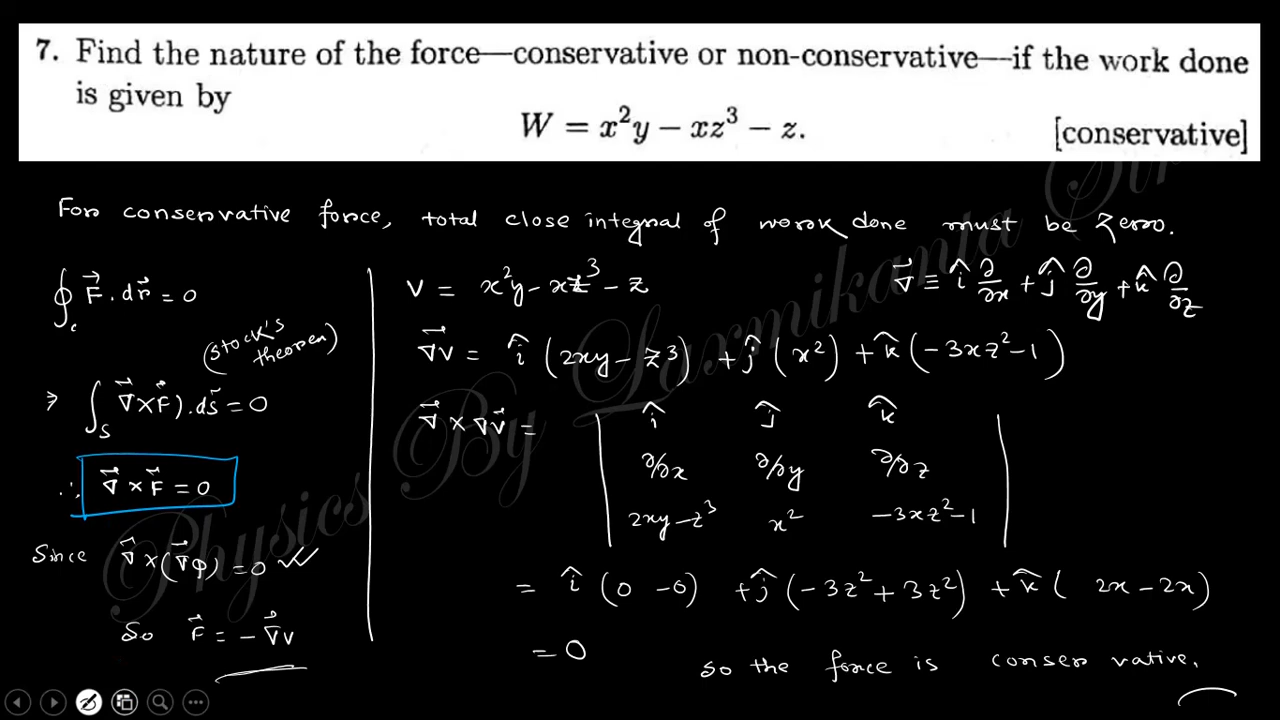 7. Find the nature of the force—conservative or non-conservative—if the work done
is given by
W = x²y − xz³ − z.
[conservative]
For conservative force, total close integral of work done must be zero.
∮c F⃗ . dr⃗ = 0
(stock's
theorem)
⇒ ∫s ∇⃗ × F⃗) . ds⃗ = 0
∴ ∇⃗ × F⃗ = 0
Since ∇⃗ × (∇⃗φ) = 0 ✓
So F⃗ = − ∇⃗v
V = x²y − xz³ − z
∇⃗ ≡ î ∂/∂x + ĵ ∂/∂y + k̂ ∂/∂z
∇⃗v = î (2xy − z³) + ĵ (x²) + k̂ (−3xz² − 1)
∇⃗ × ∇⃗v =
î ĵ k̂
∂/∂x ∂/∂y ∂/∂z
2xy − z³ x² −3xz² − 1
= î (0 − 0) + ĵ (−3z² + 3z²) + k̂ (2x − 2x)
= 0
so the force is conservative.
Physics By Laxmikanta